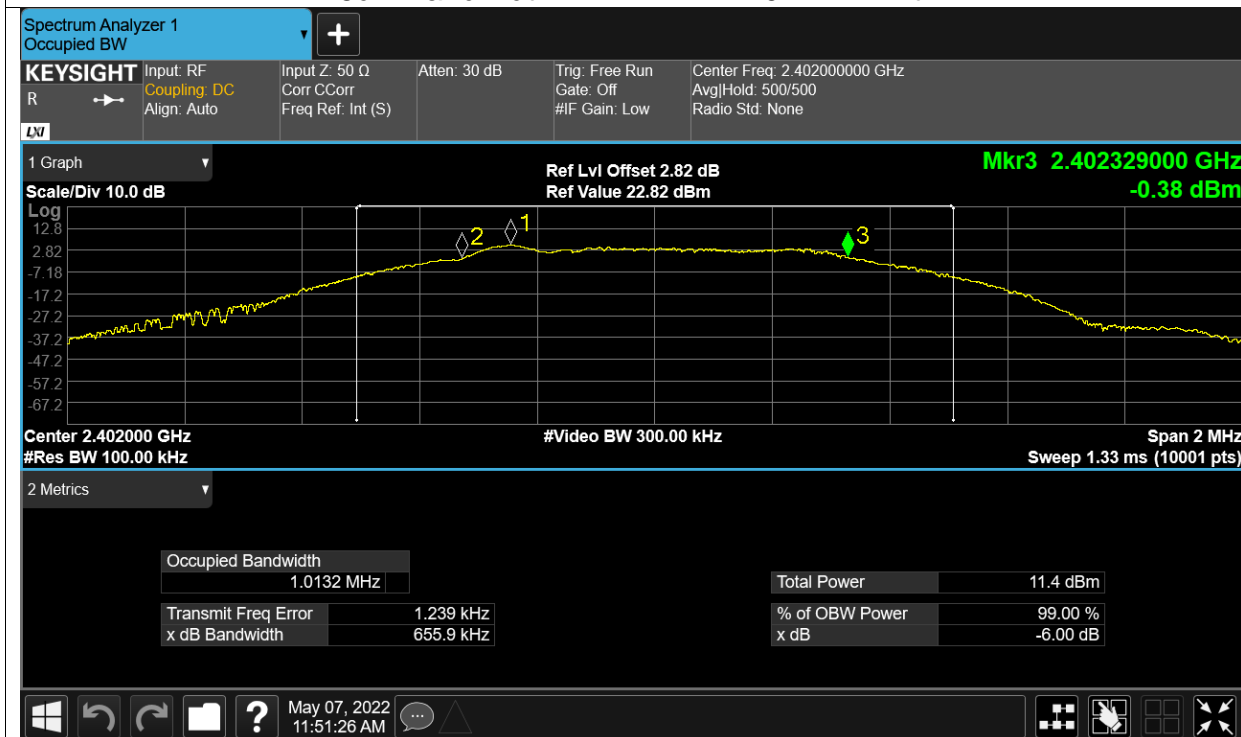 Spectrum Analyzer 1
Occupied BW
KEYSIGHT
R
LXI
Input: RF
Coupling: DC
Align: Auto
Input Z: 50 Ω
Corr CCorr
Freq Ref: Int (S)
Atten: 30 dB
Trig: Free Run
Gate: Off
#IF Gain: Low
Center Freq: 2.402000000 GHz
Avg|Hold: 500/500
Radio Std: None
1 Graph
Scale/Div 10.0 dB
Ref Lvl Offset 2.82 dB
Ref Value 22.82 dBm
Mkr3 2.402329000 GHz
-0.38 dBm
Log
12.8
2.82
-7.18
-17.2
-27.2
-37.2
-47.2
-57.2
-67.2
2
1
3
Center 2.402000 GHz
#Res BW 100.00 kHz
#Video BW 300.00 kHz
Span 2 MHz
Sweep 1.33 ms (10001 pts)
2 Metrics
Occupied Bandwidth
1.0132 MHz
Transmit Freq Error 1.239 kHz
x dB Bandwidth 655.9 kHz
Total Power 11.4 dBm
% of OBW Power 99.00 %
x dB -6.00 dB
?
May 07, 2022
11:51:26 AM